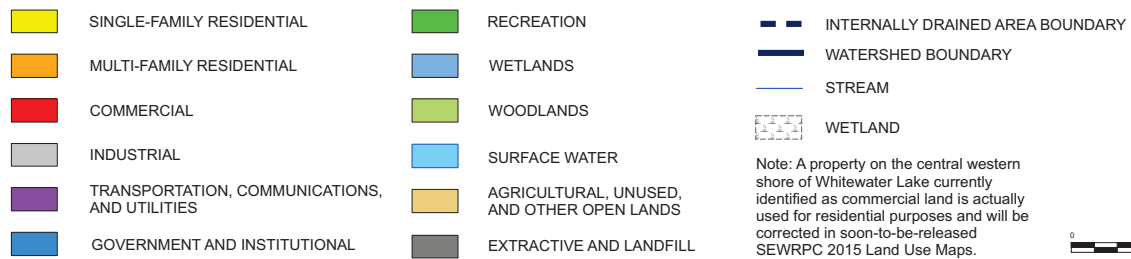 SINGLE-FAMILY RESIDENTIAL
MULTI-FAMILY RESIDENTIAL
COMMERCIAL
INDUSTRIAL
TRANSPORTATION, COMMUNICATIONS,
AND UTILITIES
GOVERNMENT AND INSTITUTIONAL
RECREATION
WETLANDS
WOODLANDS
SURFACE WATER
AGRICULTURAL, UNUSED,
AND OTHER OPEN LANDS
EXTRACTIVE AND LANDFILL
INTERNALLY DRAINED AREA BOUNDARY
WATERSHED BOUNDARY
STREAM
WETLAND
Note: A property on the central western
shore of Whitewater Lake currently
identified as commercial land is actually
used for residential purposes and will be
corrected in soon-to-be-released
SEWRPC 2015 Land Use Maps.
0